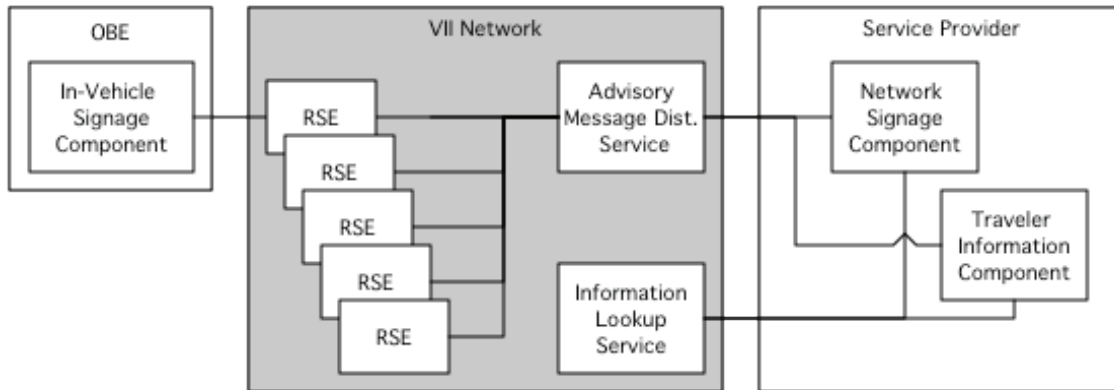 OBE
In-Vehicle
Signage
Component
VII Network
RSE
RSE
RSE
RSE
RSE
Advisory
Message Dist.
Service
Information
Lookup
Service
Service Provider
Network
Signage
Component
Traveler
Information
Component